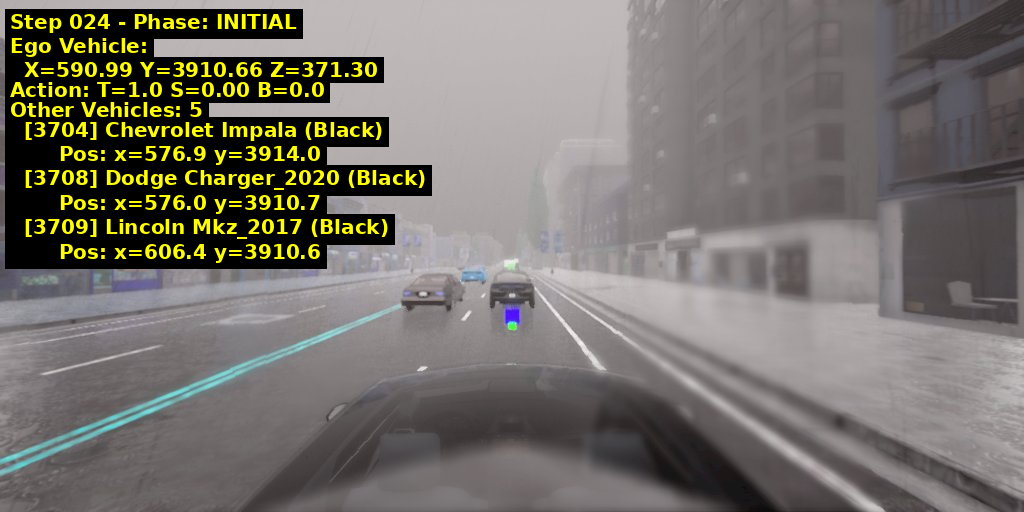 Step 024 - Phase: INITIAL
Ego Vehicle:
X=590.99 Y=3910.66 Z=371.30
Action: T=1.0 S=0.00 B=0.0
Other Vehicles: 5
[3704] Chevrolet Impala (Black)
Pos: x=576.9 y=3914.0
[3708] Dodge Charger_2020 (Black)
Pos: x=576.0 y=3910.7
[3709] Lincoln Mkz_2017 (Black)
Pos: x=606.4 y=3910.6